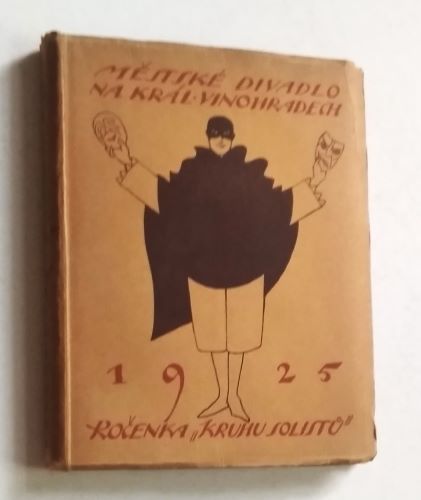 MĚSTSKÉ DIVADLO
NA KRÁL·VINOHRADECH
1925
ROČENKA „KRUHU SOLISTŮ"